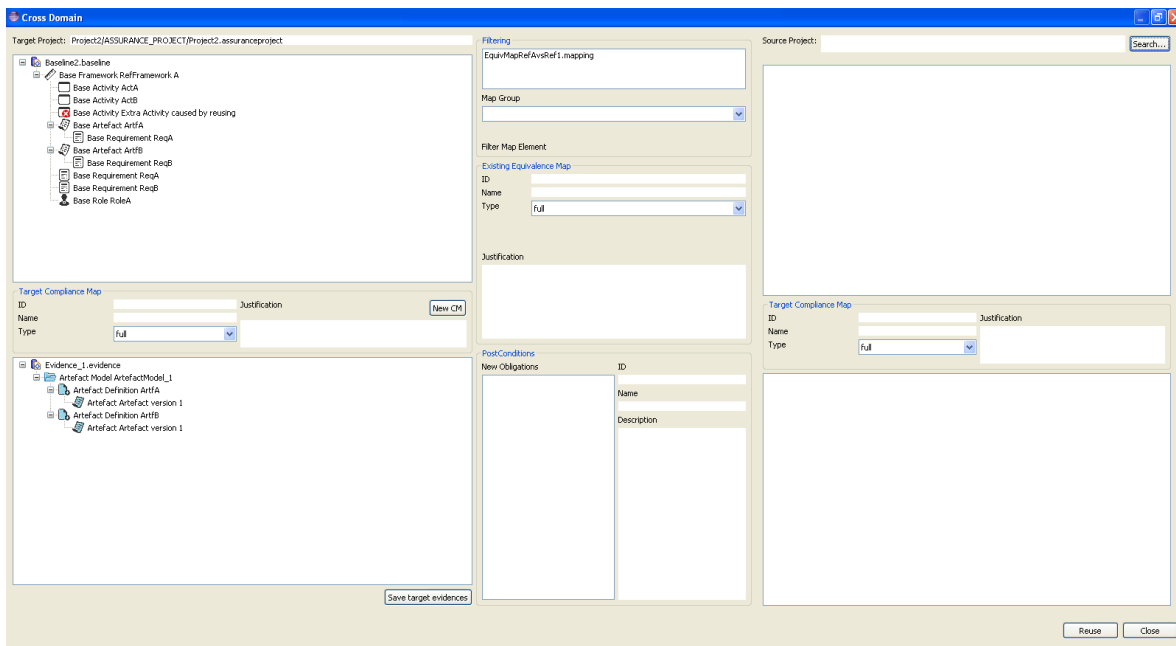 Cross Domain
Target Project: Project2/ASSURANCE_PROJECT/Project2.assuranceproject
Baseline2.baseline
Base Framework RefFramework A
Base Activity ActA
Base Activity ActB
Base Activity Extra Activity caused by reusing
Base Artefact ArtfA
Base Requirement ReqA
Base Artefact ArtfB
Base Requirement ReqB
Base Requirement ReqA
Base Requirement ReqB
Base Role RoleA
Target Compliance Map
ID
Justification
New CM
Name
Type
full
Evidence_1.evidence
Artefact Model ArtefactModel_1
Artefact Definition ArtfA
Artefact Artefact version 1
Artefact Definition ArtfB
Artefact Artefact version 1
Save target evidences
Filtering
EquivMapRefAvsRef1.mapping
Map Group
Filter Map Element
Existing Equivalence Map
ID
Name
Type
full
Justification
PostConditions
New Obligations
ID
Name
Description
Source Project:
Search...
Target Compliance Map
ID
Justification
Name
Type
full
Reuse
Close